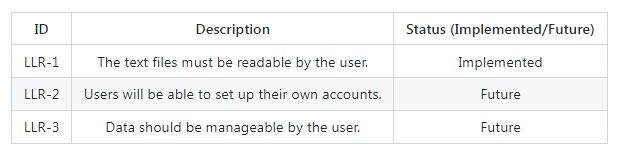 ID Description Status (Implemented/Future)
LLR-1 The text files must be readable by the user. Implemented
LLR-2 Users will be able to set up their own accounts. Future
LLR-3 Data should be manageable by the user. Future